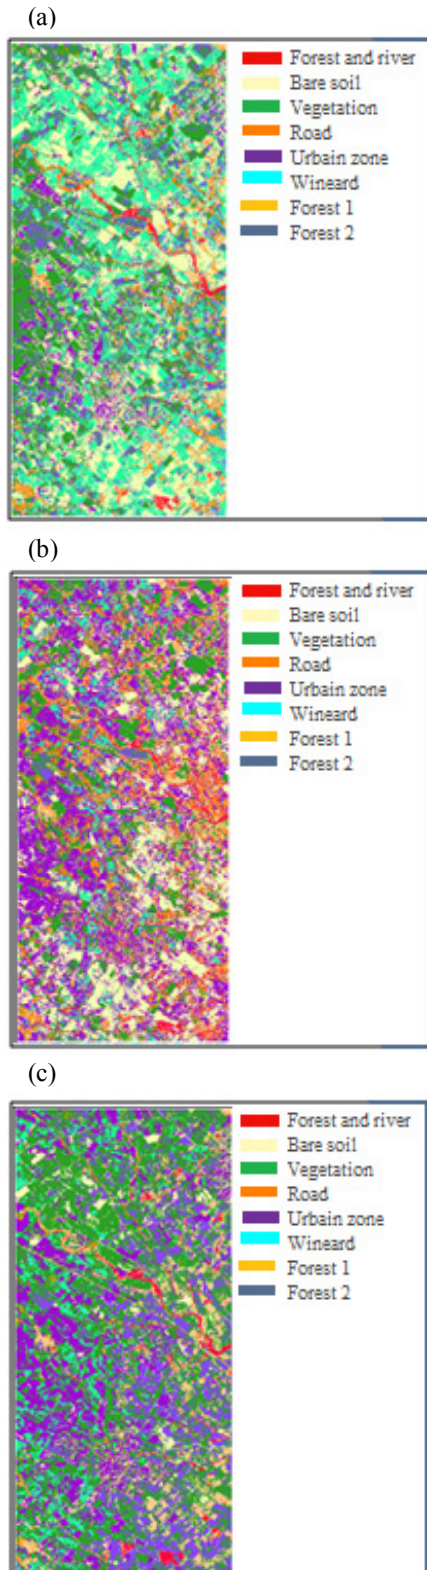 (a)
Forest and river
Bare soil
Vegetation
Road
Urbain zone
Wineard
Forest 1
Forest 2
(b)
Forest and river
Bare soil
Vegetation
Road
Urbain zone
Wineard
Forest 1
Forest 2
(c)
Forest and river
Bare soil
Vegetation
Road
Urbain zone
Wineard
Forest 1
Forest 2